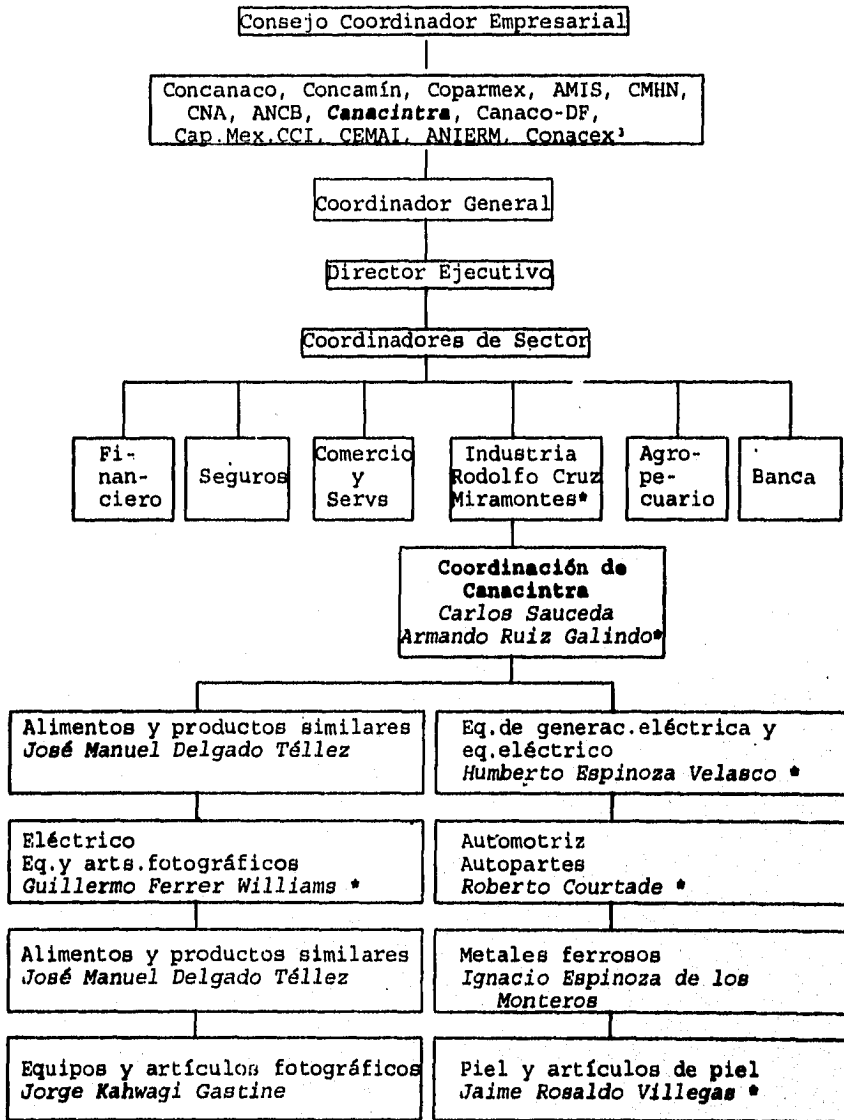 Consejo Coordinador Empresarial
Concanaco, Concamín, Coparmex, AMIS, CMHN,
CNA, ANCB, Canacintra, Canaco-DF,
Cap.Mex.CCI, CEMAI, ANIERM, Conacex³
Coordinador General
Director Ejecutivo
Coordinadores de Sector
Fi-
nan-
ciero
Seguros
Comercio
y
Servs
Industria
Rodolfo Cruz
Miramontes*
Agro-
pe-
cuario
Banca
Coordinación de
Canacintra
Carlos Sauceda
Armando Ruiz Galindo*
Alimentos y productos similares
José Manuel Delgado Téllez
Eq.de generac.eléctrica y
eq.eléctrico
Humberto Espinoza Velasco *
Eléctrico
Eq.y arts.fotográficos
Guillermo Ferrer Williams *
Automotriz
Autopartes
Roberto Courtade *
Alimentos y productos similares
José Manuel Delgado Téllez
Metales ferrosos
Ignacio Espinoza de los
Monteros
Equipos y artículos fotográficos
Jorge Kahwagi Gastine
Piel y artículos de piel
Jaime Rosaldo Villegas *